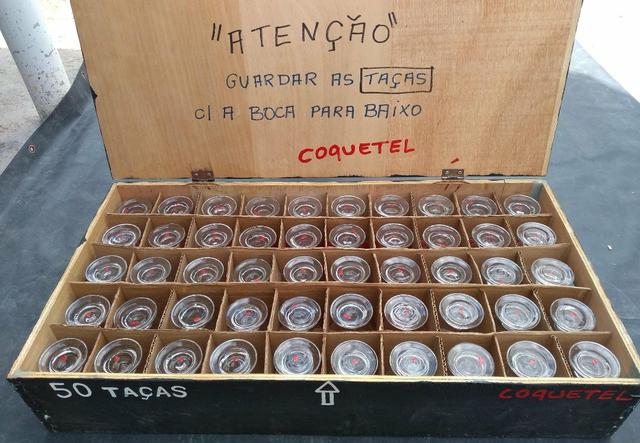 "ATENÇÃO"
GUARDAR AS TAÇAS
C/ A BOCA PARA BAIXO
COQUETEL
50 TAÇAS
COQUETEL